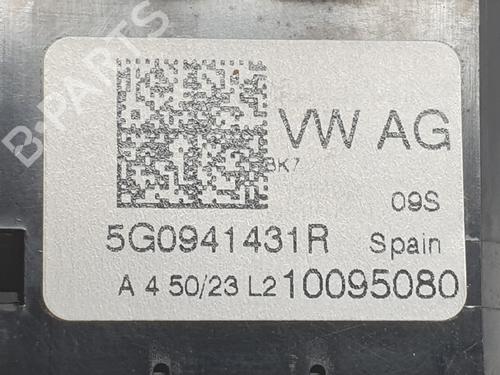 B-PARTS
VW AG
BK7
09S
5G0941431R Spain
A 4 50/23 L2 10095080